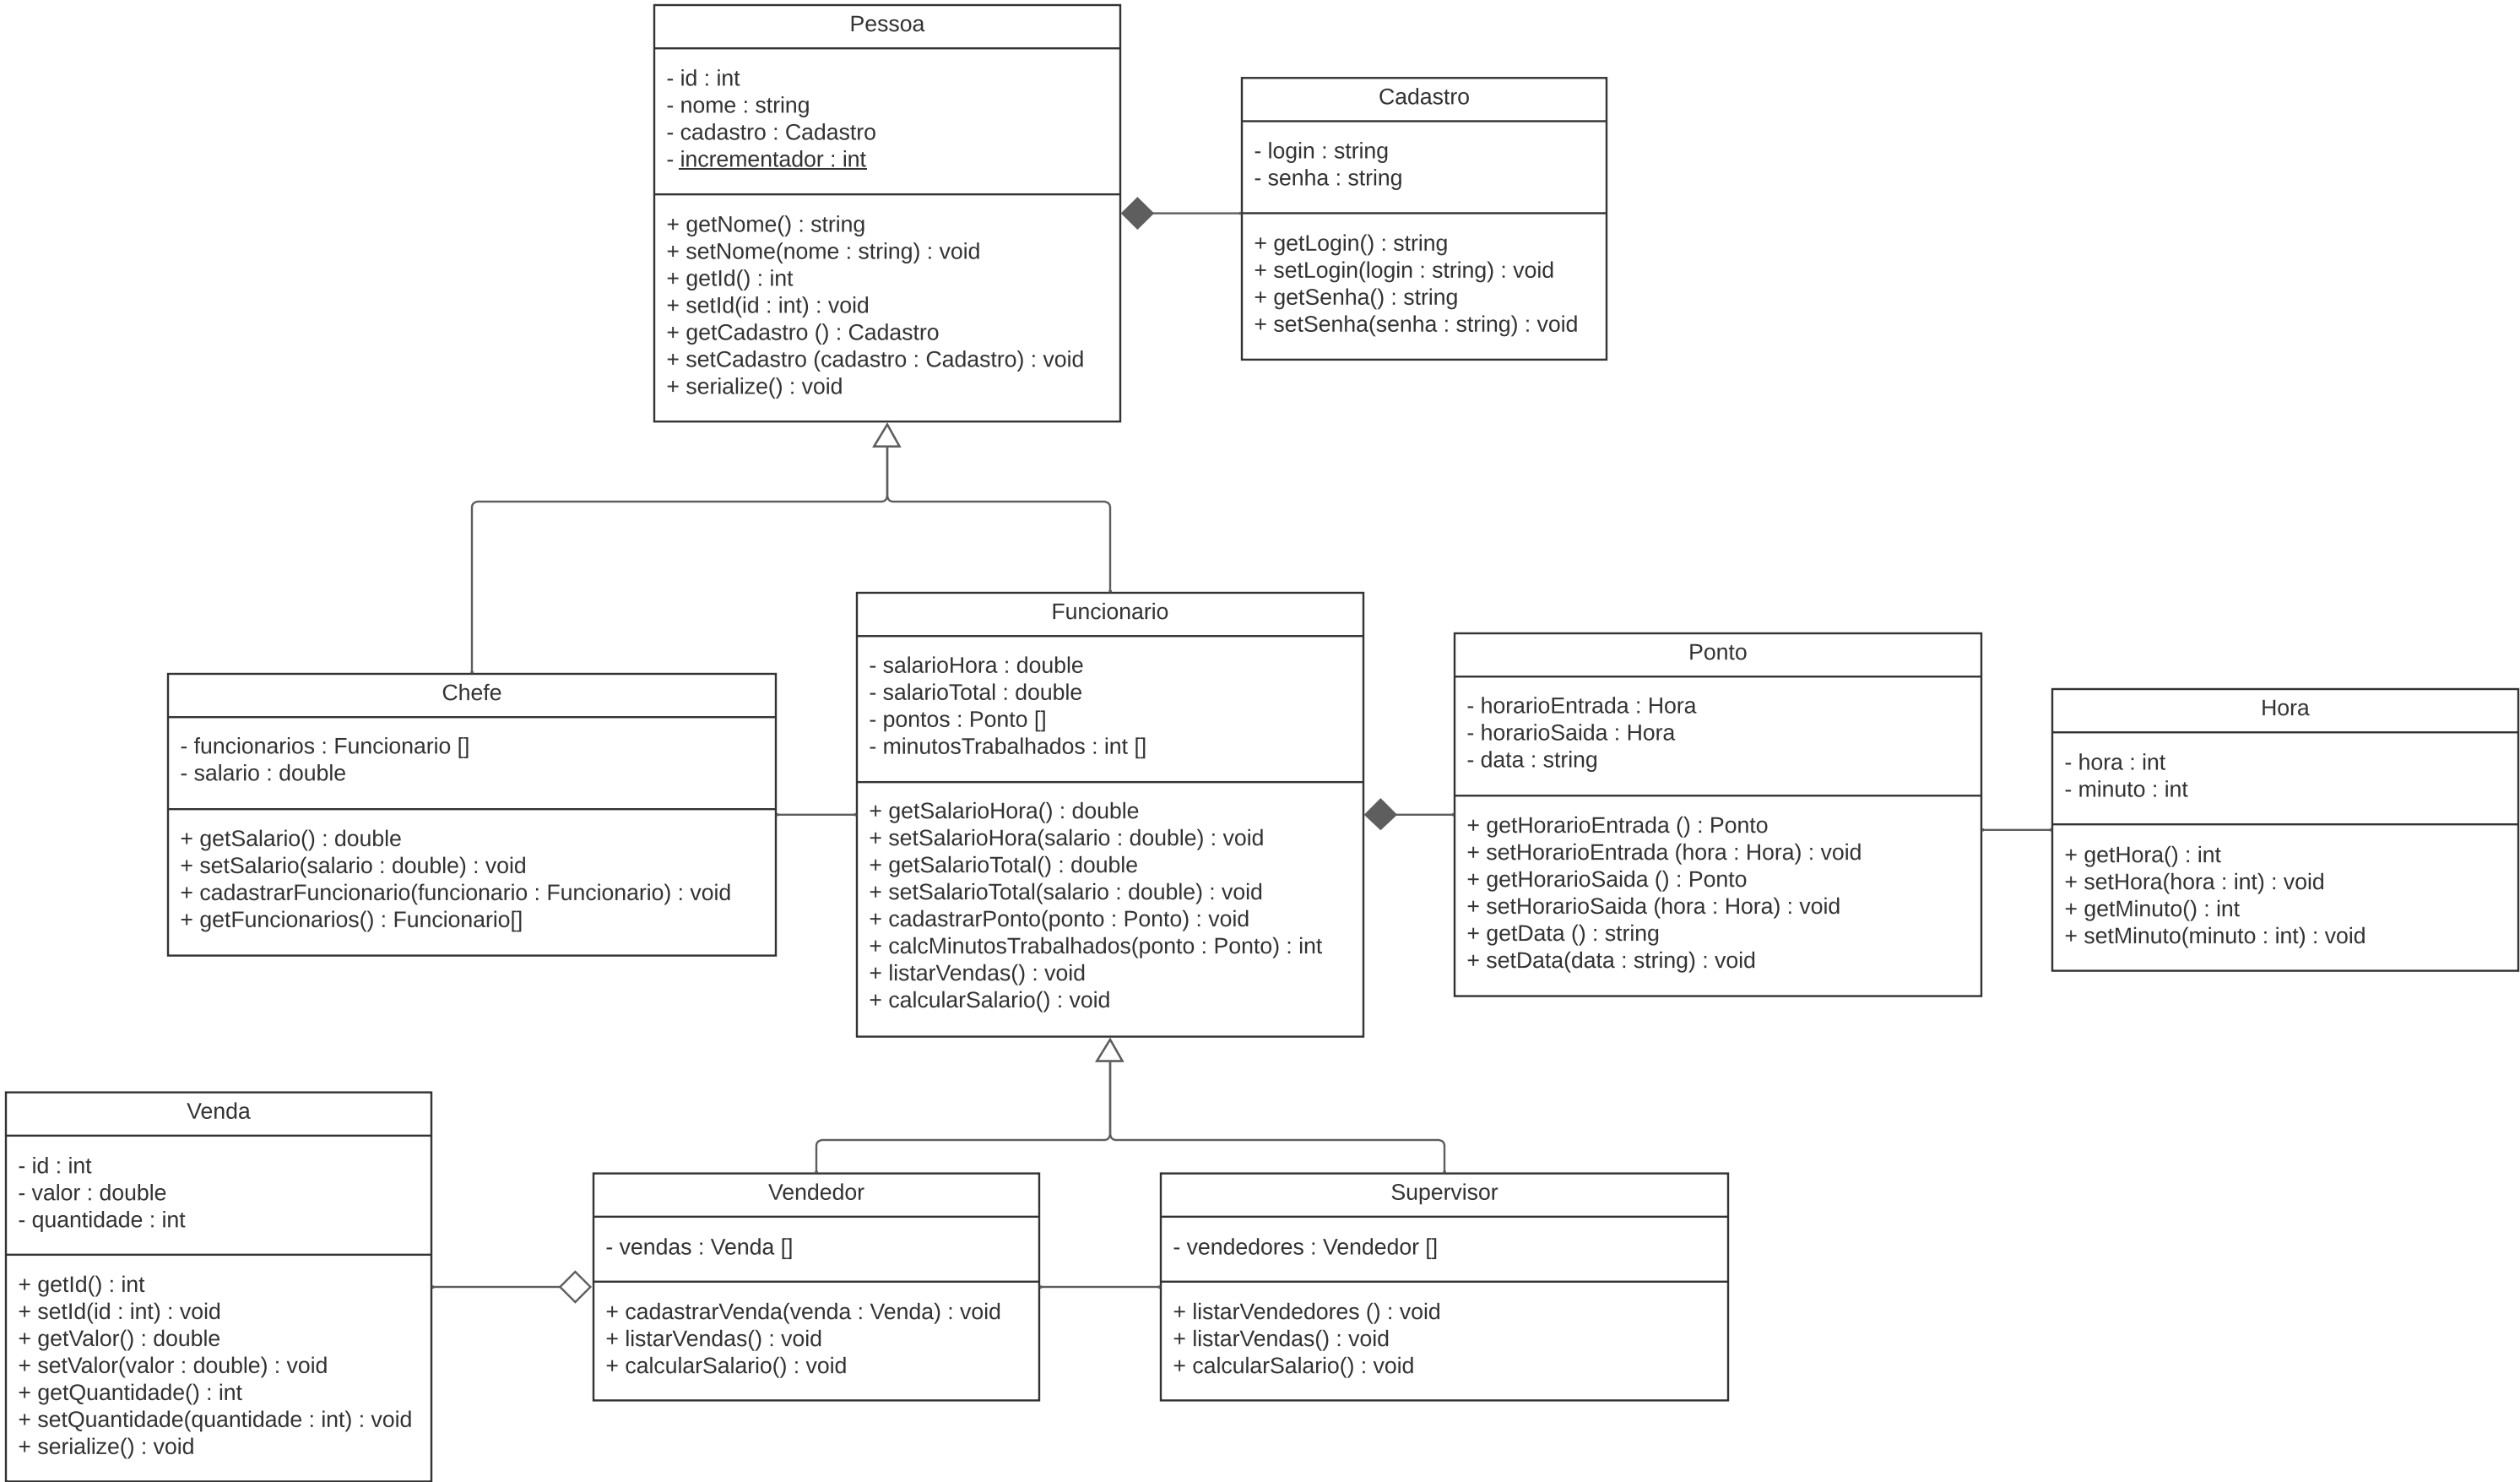 Pessoa
- id : int
- nome : string
- cadastro : Cadastro
- incrementador : int
+ getNome() : string
+ setNome(nome : string) : void
+ getId() : int
+ setId(id : int) : void
+ getCadastro () : Cadastro
+ setCadastro (cadastro : Cadastro) : void
+ serialize() : void
Cadastro
- login : string
- senha : string
+ getLogin() : string
+ setLogin(login : string) : void
+ getSenha() : string
+ setSenha(senha : string) : void
Chefe
- funcionarios : Funcionario []
- salario : double
+ getSalario() : double
+ setSalario(salario : double) : void
+ cadastrarFuncionario(funcionario : Funcionario) : void
+ getFuncionarios() : Funcionario[]
Funcionario
- salarioHora : double
- salarioTotal : double
- pontos : Ponto []
- minutosTrabalhados : int []
+ getSalarioHora() : double
+ setSalarioHora(salario : double) : void
+ getSalarioTotal() : double
+ setSalarioTotal(salario : double) : void
+ cadastrarPonto(ponto : Ponto) : void
+ calcMinutosTrabalhados(ponto : Ponto) : int
+ listarVendas() : void
+ calcularSalario() : void
Ponto
- horarioEntrada : Hora
- horarioSaida : Hora
- data : string
+ getHorarioEntrada () : Ponto
+ setHorarioEntrada (hora : Hora) : void
+ getHorarioSaida () : Ponto
+ setHorarioSaida (hora : Hora) : void
+ getData () : string
+ setData(data : string) : void
Hora
- hora : int
- minuto : int
+ getHora() : int
+ setHora(hora : int) : void
+ getMinuto() : int
+ setMinuto(minuto : int) : void
Venda
- id : int
- valor : double
- quantidade : int
+ getId() : int
+ setId(id : int) : void
+ getValor() : double
+ setValor(valor : double) : void
+ getQuantidade() : int
+ setQuantidade(quantidade : int) : void
+ serialize() : void
Vendedor
- vendas : Venda []
+ cadastrarVenda(venda : Venda) : void
+ listarVendas() : void
+ calcularSalario() : void
Supervisor
- vendedores : Vendedor []
+ listarVendedores () : void
+ listarVendas() : void
+ calcularSalario() : void